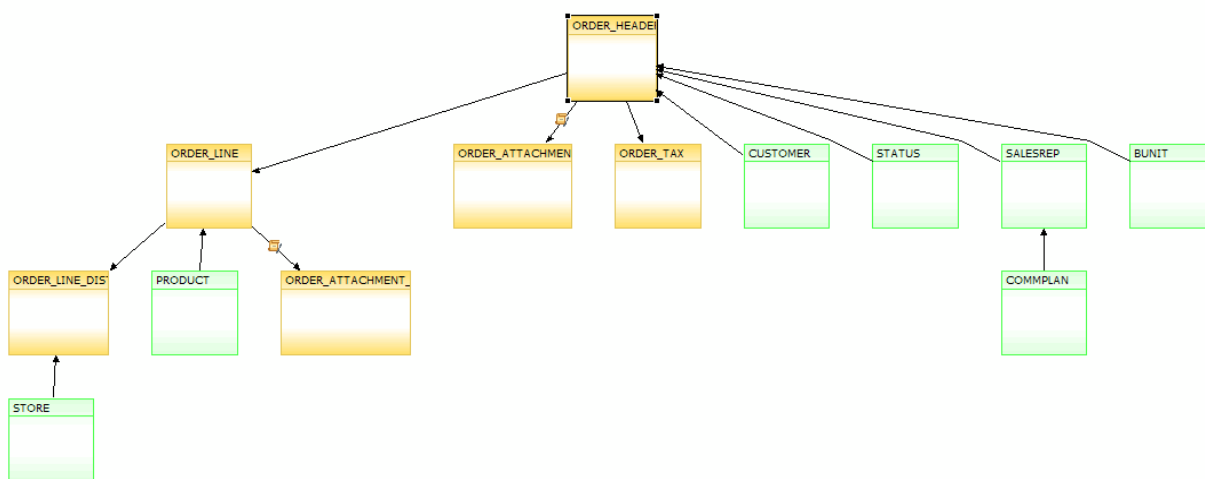 ORDER_HEADE
ORDER_LINE
ORDER_ATTACHMEN
ORDER_TAX
CUSTOMER
STATUS
SALESREP
BUNIT
ORDER_LINE_DIS
PRODUCT
ORDER_ATTACHMENT_
COMMPLAN
STORE